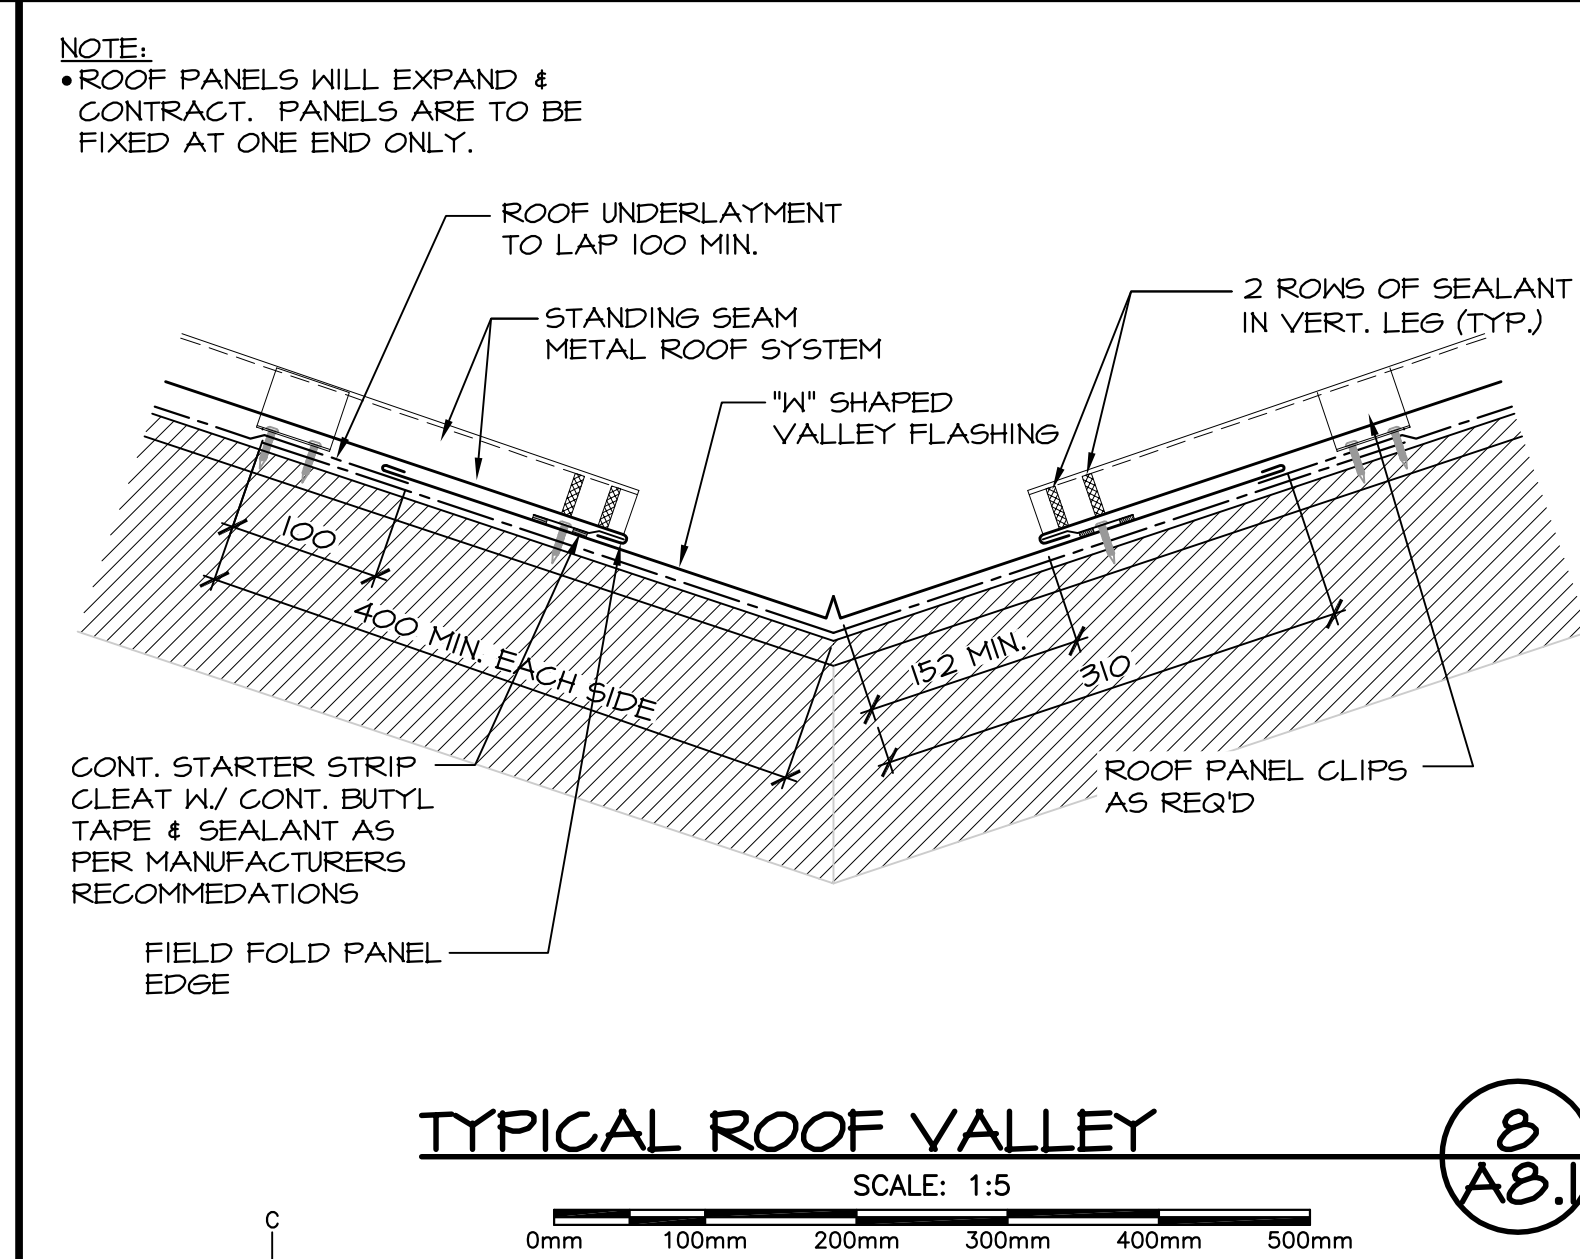 NOTE:
•ROOF PANELS WILL EXPAND &
CONTRACT. PANELS ARE TO BE
FIXED AT ONE END ONLY.
ROOF UNDERLAYMENT
TO LAP 100 MIN.
2 ROWS OF SEALANT
IN VERT. LEG (TYP.)
STANDING SEAM
METAL ROOF SYSTEM
"W" SHAPED
VALLEY FLASHING
100
400 MIN. EACH SIDE
152 MIN.
310
CONT. STARTER STRIP
CLEAT W./ CONT. BUTYL
TAPE & SEALANT AS
PER MANUFACTURERS
RECOMMEDATIONS
ROOF PANEL CLIPS
AS REQ'D
FIELD FOLD PANEL
EDGE
TYPICAL ROOF VALLEY
8
A8.1
SCALE: 1:5
C
0mm 100mm 200mm 300mm 400mm 500mm